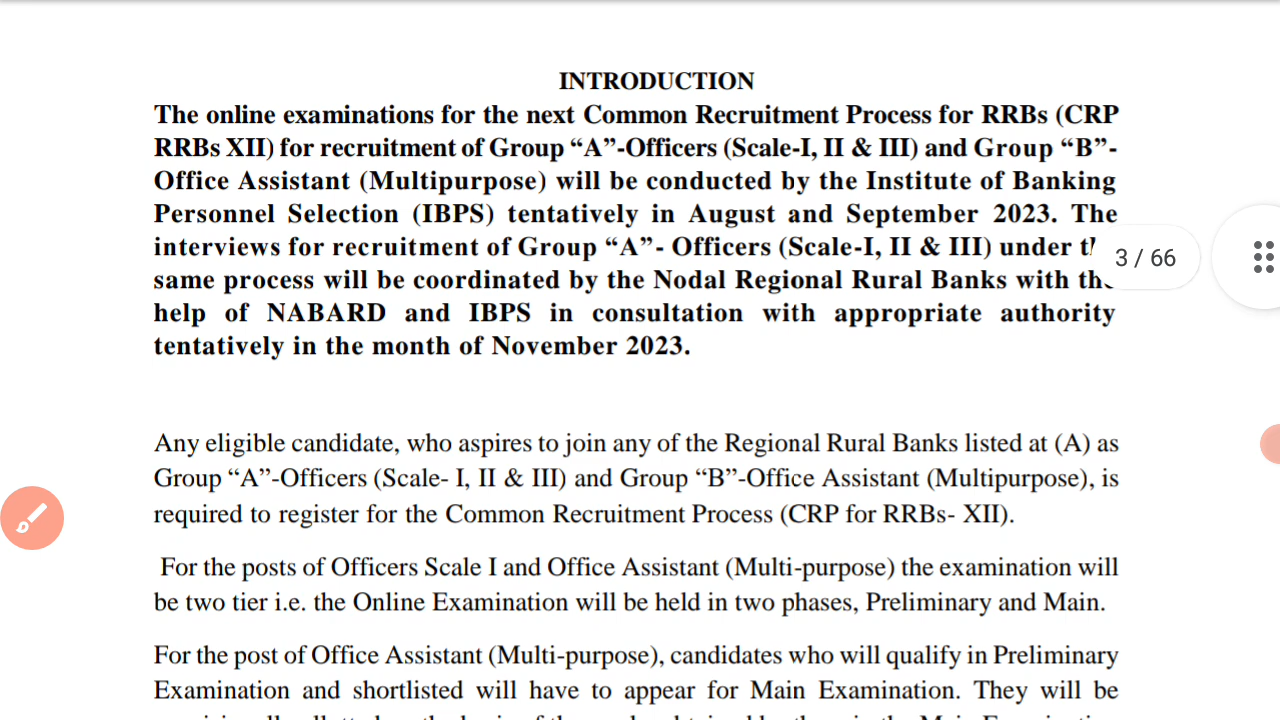 INTRODUCTION
The online examinations for the next Common Recruitment Process for RRBs (CRP
RRBs XII) for recruitment of Group “A”-Officers (Scale-I, II & III) and Group “B”-
Office Assistant (Multipurpose) will be conducted by the Institute of Banking
Personnel Selection (IBPS) tentatively in August and September 2023. The
interviews for recruitment of Group “A”- Officers (Scale-I, II & III) under
same process will be coordinated by the Nodal Regional Rural Banks with
help of NABARD and IBPS in consultation with appropriate authority
tentatively in the month of November 2023.
3 / 66
Any eligible candidate, who aspires to join any of the Regional Rural Banks listed at (A) as
Group “A”-Officers (Scale- I, II & III) and Group “B”-Office Assistant (Multipurpose), is
required to register for the Common Recruitment Process (CRP for RRBs- XII).
For the posts of Officers Scale I and Office Assistant (Multi-purpose) the examination will
be two tier i.e. the Online Examination will be held in two phases, Preliminary and Main.
For the post of Office Assistant (Multi-purpose), candidates who will qualify in Preliminary
Examination and shortlisted will have to appear for Main Examination. They will be